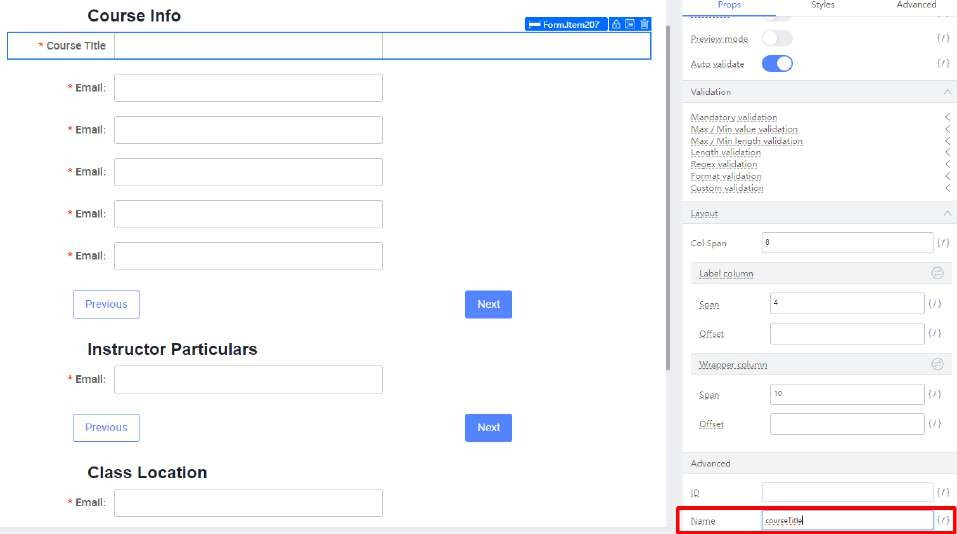 Course Info
Form.Item207
* Course Title
* Email:
* Email:
* Email:
* Email:
* Email:
Previous
Next
Instructor Particulars
* Email:
Previous
Next
Class Location
* Email:
Props
Styles
Advanced
Preview mode
{/}
Auto validate
{/}
Validation
Mandatory validation
Max / Min value validation
Max / Min length validation
Length validation
Regex validation
Format validation
Custom validation
Layout
Col Span
8
{/}
Label column
Span
4
{/}
Offset
{/}
Wrapper column
Span
10
{/}
Offset
{/}
Advanced
ID
{/}
Name
courseTitle
{/}